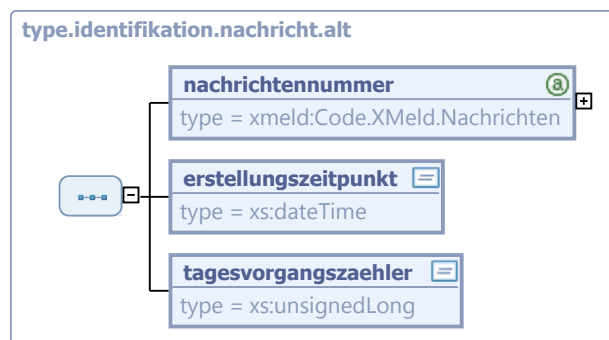 type.identifikation.nachricht.alt
nachrichtennummer
type = xmeld:Code.XMeld.Nachrichten
erstellungszeitpunkt
type = xs:dateTime
tagesvorgangszaehler
type = xs:unsignedLong